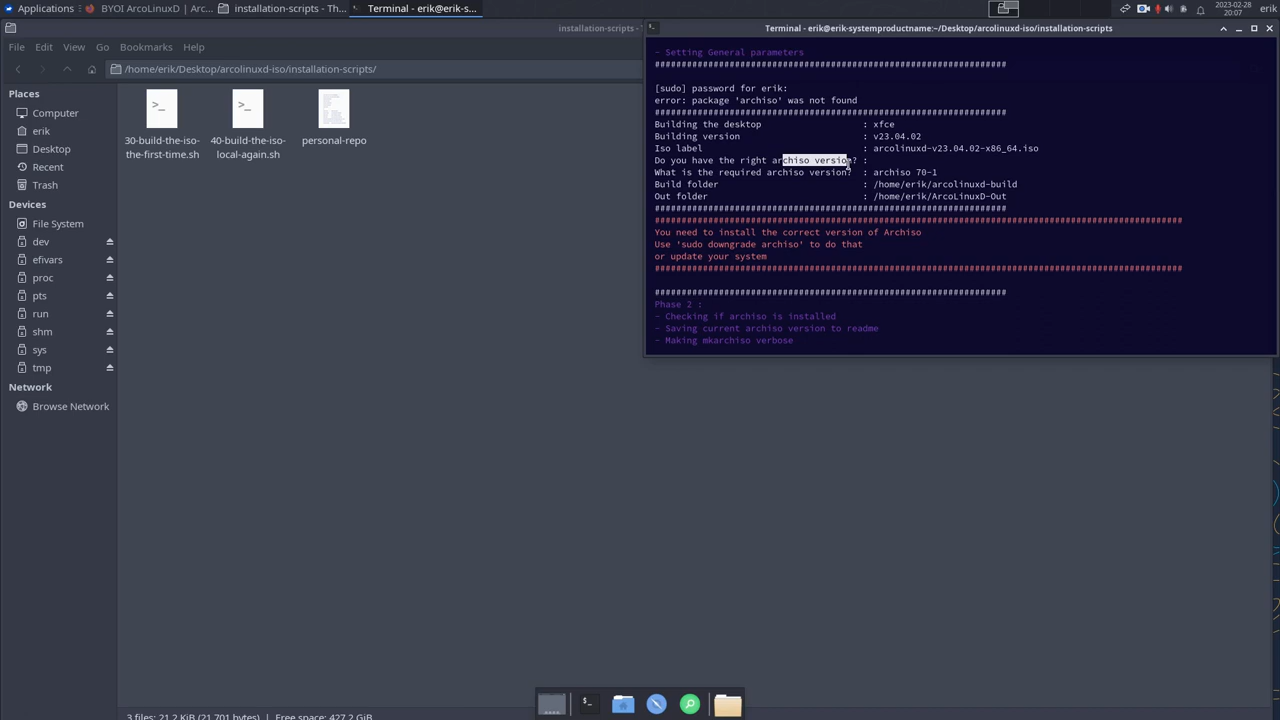 Applications
BYOI ArcoLinuxD | Arc...
installation-scripts - Th...
Terminal - erik@erik-s...
2023-02-28
20:07
erik
installation-scripts -
Terminal - erik@erik-systemproductname:~/Desktop/arcolinuxd-iso/installation-scripts
File Edit View Go Bookmarks Help
/home/erik/Desktop/arcolinuxd-iso/installation-scripts/
Places
Computer
erik
Desktop
Recent
Trash
Devices
File System
dev
efivars
proc
pts
run
shm
sys
tmp
Network
Browse Network
30-build-the-iso-
the-first-time.sh
40-build-the-iso-
local-again.sh
personal-repo
- Setting General parameters
##################################################################
[sudo] password for erik:
error: package 'archiso' was not found
##################################################################
Building the desktop : xfce
Building version : v23.04.02
Iso label : arcolinuxd-v23.04.02-x86_64.iso
Do you have the right archiso version? :
What is the required archiso version? : archiso 70-1
Build folder : /home/erik/arcolinuxd-build
Out folder : /home/erik/ArcoLinuxD-Out
##################################################################
###################################################################################################
You need to install the correct version of Archiso
Use 'sudo downgrade archiso' to do that
or update your system
###################################################################################################
##################################################################
Phase 2 :
- Checking if archiso is installed
- Saving current archiso version to readme
- Making mkarchiso verbose
3 files: 21.2 KiB (21,701 bytes) | Free space: 427.2 GiB